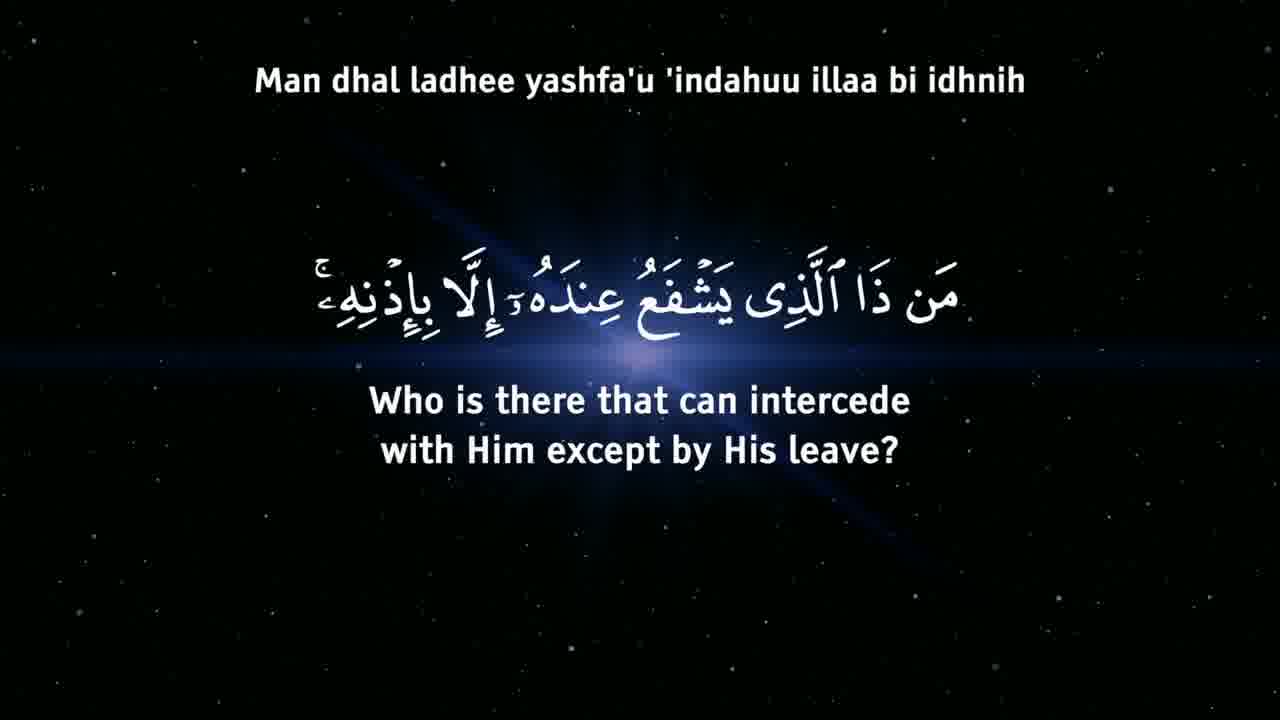 Man dhal ladhee yashfa'u 'indahuu illaa bi idhnih
مَن ذَا ٱلَّذِى يَشْفَعُ عِندَهُۥٓ إِلَّا بِإِذْنِهِۦ ۚ
Who is there that can intercede
with Him except by His leave?